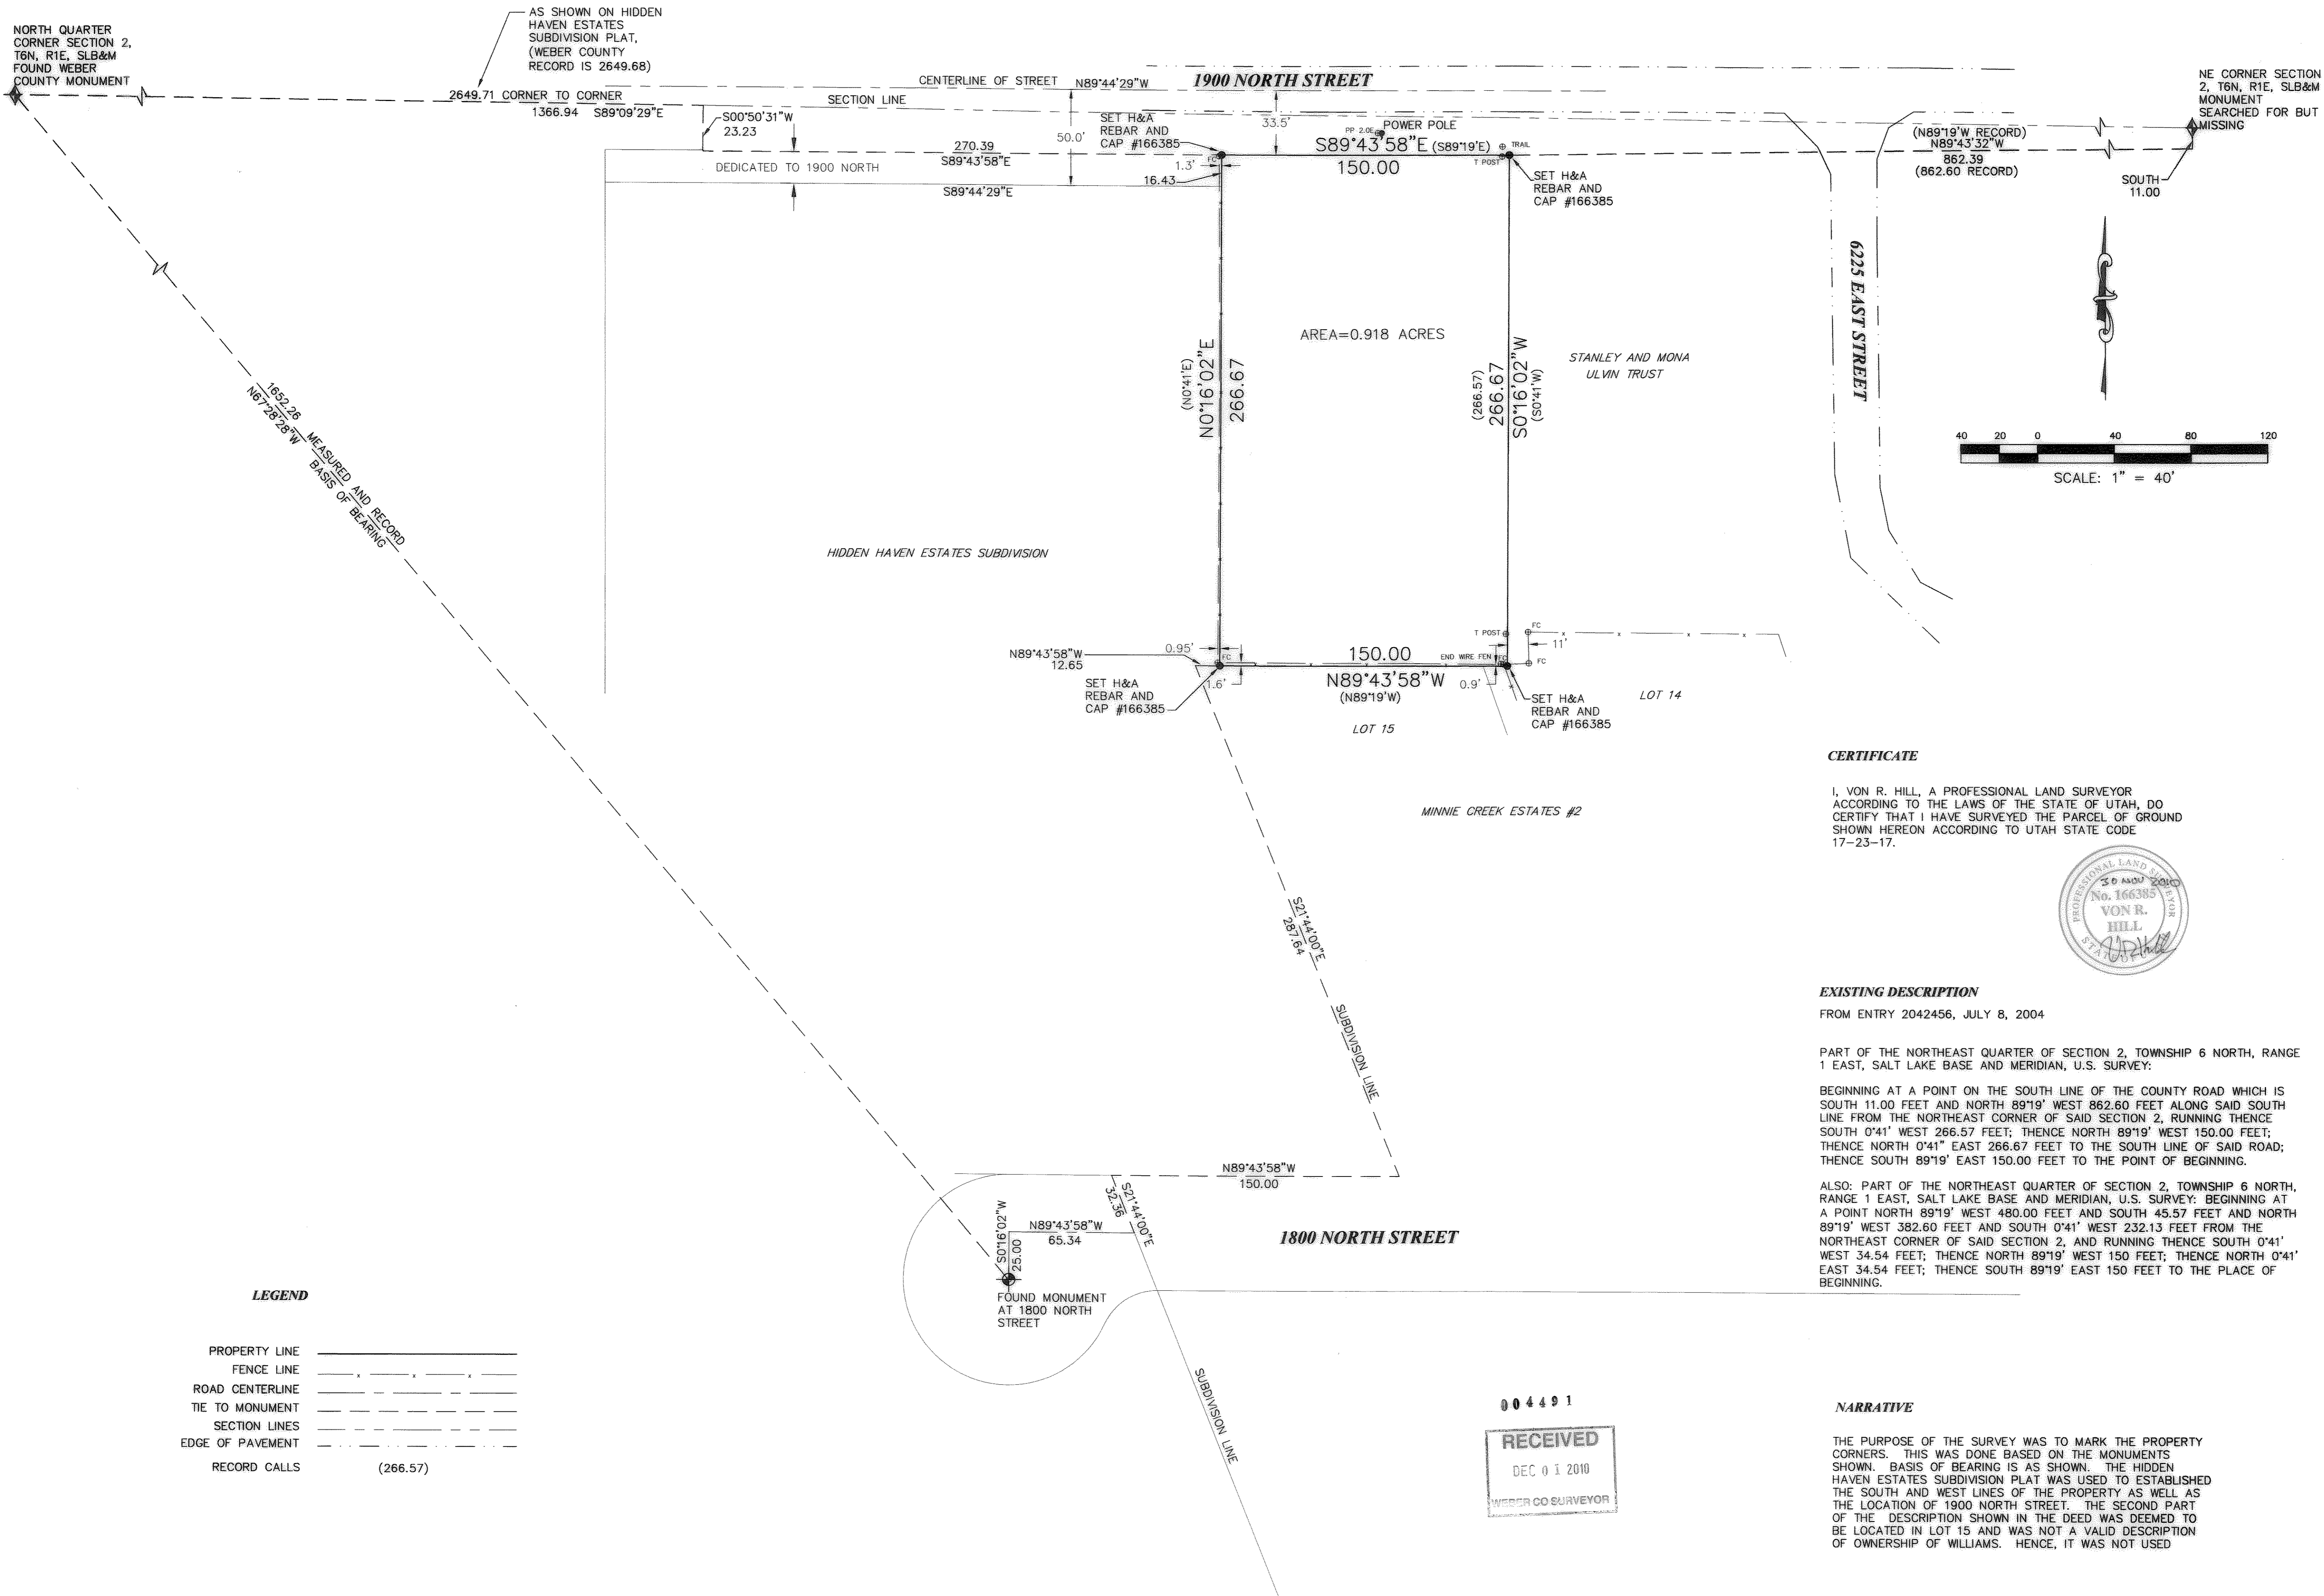 NORTH QUARTER
CORNER SECTION 2,
T6N, R1E, SLB&M
FOUND WEBER
COUNTY MONUMENT
AS SHOWN ON HIDDEN
HAVEN ESTATES
SUBDIVISION PLAT,
(WEBER COUNTY
RECORD IS 2649.68)
2649.71 CORNER TO CORNER
1366.94 S89°09'29"E
SECTION LINE
CENTERLINE OF STREET N89°44'29"W
1900 NORTH STREET
NE CORNER SECTION
2, T6N, R1E, SLB&M
MONUMENT
SEARCHED FOR BUT
MISSING
S00°50'31"W
23.23
270.39
S89°43'58"E
DEDICATED TO 1900 NORTH
S89°44'29"E
50.0'
SET H&A
REBAR AND
CAP #166385
FC
1.3'
16.43
33.5'
PP 2.0E
POWER POLE
S89°43'58"E (S89°19'E)
150.00
TRAIL
T POST
SET H&A
REBAR AND
CAP #166385
(N89°19'W RECORD)
N89°43'32"W
862.39
(862.60 RECORD)
SOUTH
11.00
6225 EAST STREET
AREA=0.918 ACRES
(N0°41'E)
N0°16'02"E
266.67
(266.57)
266.67
S0°16'02"W
(S0°41'W)
STANLEY AND MONA
ULVIN TRUST
40 20 0 40 80 120
SCALE: 1" = 40'
1652.26
N67°28'28"W
MEASURED AND RECORD
BASIS OF BEARING
HIDDEN HAVEN ESTATES SUBDIVISION
N89°43'58"W
12.65
0.95'
FC
1.6'
SET H&A
REBAR AND
CAP #166385
150.00
N89°43'58"W
(N89°19'W)
T POST
END WIRE FEN
FC
0.9'
FC
11'
FC
SET H&A
REBAR AND
CAP #166385
LOT 14
LOT 15
MINNIE CREEK ESTATES #2
S21°44'00"E
287.64
SUBDIVISION LINE
N89°43'58"W
150.00
S21°44'00"E
32.36
S0°16'02"W
25.00
N89°43'58"W
65.34
1800 NORTH STREET
FOUND MONUMENT
AT 1800 NORTH
STREET
SUBDIVISION LINE
LEGEND
PROPERTY LINE
FENCE LINE
ROAD CENTERLINE
TIE TO MONUMENT
SECTION LINES
EDGE OF PAVEMENT
RECORD CALLS (266.57)
004491
RECEIVED
DEC 01 2010
WEBER CO SURVEYOR
CERTIFICATE
I, VON R. HILL, A PROFESSIONAL LAND SURVEYOR
ACCORDING TO THE LAWS OF THE STATE OF UTAH, DO
CERTIFY THAT I HAVE SURVEYED THE PARCEL OF GROUND
SHOWN HEREON ACCORDING TO UTAH STATE CODE
17-23-17.
PROFESSIONAL LAND SURVEYOR
30 NOV 2010
No. 166385
VON R.
HILL
STATE OF
EXISTING DESCRIPTION
FROM ENTRY 2042456, JULY 8, 2004
PART OF THE NORTHEAST QUARTER OF SECTION 2, TOWNSHIP 6 NORTH, RANGE
1 EAST, SALT LAKE BASE AND MERIDIAN, U.S. SURVEY:
BEGINNING AT A POINT ON THE SOUTH LINE OF THE COUNTY ROAD WHICH IS
SOUTH 11.00 FEET AND NORTH 89°19' WEST 862.60 FEET ALONG SAID SOUTH
LINE FROM THE NORTHEAST CORNER OF SAID SECTION 2, RUNNING THENCE
SOUTH 0°41' WEST 266.57 FEET; THENCE NORTH 89°19' WEST 150.00 FEET;
THENCE NORTH 0°41" EAST 266.67 FEET TO THE SOUTH LINE OF SAID ROAD;
THENCE SOUTH 89°19' EAST 150.00 FEET TO THE POINT OF BEGINNING.
ALSO: PART OF THE NORTHEAST QUARTER OF SECTION 2, TOWNSHIP 6 NORTH,
RANGE 1 EAST, SALT LAKE BASE AND MERIDIAN, U.S. SURVEY: BEGINNING AT
A POINT NORTH 89°19' WEST 480.00 FEET AND SOUTH 45.57 FEET AND NORTH
89°19' WEST 382.60 FEET AND SOUTH 0°41' WEST 232.13 FEET FROM THE
NORTHEAST CORNER OF SAID SECTION 2, AND RUNNING THENCE SOUTH 0°41'
WEST 34.54 FEET; THENCE NORTH 89°19' WEST 150 FEET; THENCE NORTH 0°41'
EAST 34.54 FEET; THENCE SOUTH 89°19' EAST 150 FEET TO THE PLACE OF
BEGINNING.
NARRATIVE
THE PURPOSE OF THE SURVEY WAS TO MARK THE PROPERTY
CORNERS. THIS WAS DONE BASED ON THE MONUMENTS
SHOWN. BASIS OF BEARING IS AS SHOWN. THE HIDDEN
HAVEN ESTATES SUBDIVISION PLAT WAS USED TO ESTABLISHED
THE SOUTH AND WEST LINES OF THE PROPERTY AS WELL AS
THE LOCATION OF 1900 NORTH STREET. THE SECOND PART
OF THE DESCRIPTION SHOWN IN THE DEED WAS DEEMED TO
BE LOCATED IN LOT 15 AND WAS NOT A VALID DESCRIPTION
OF OWNERSHIP OF WILLIAMS. HENCE, IT WAS NOT USED